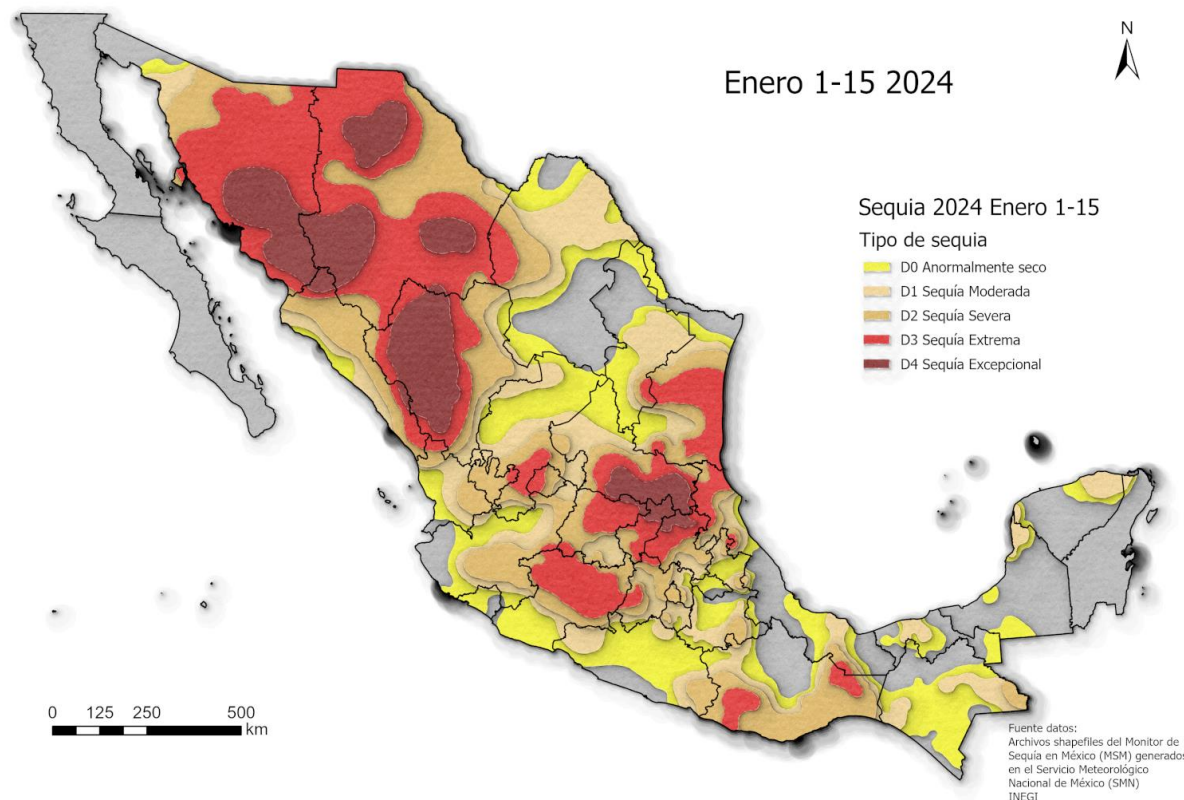 Enero 1-15 2024
N
Sequia 2024 Enero 1-15
Tipo de sequia
D0 Anormalmente seco
D1 Sequía Moderada
D2 Sequía Severa
D3 Sequía Extrema
D4 Sequía Excepcional
0 125 250 500
km
Fuente datos:
Archivos shapefiles del Monitor de
Sequía en México (MSM) generados
en el Servicio Meteorológico
Nacional de México (SMN)
INEGI